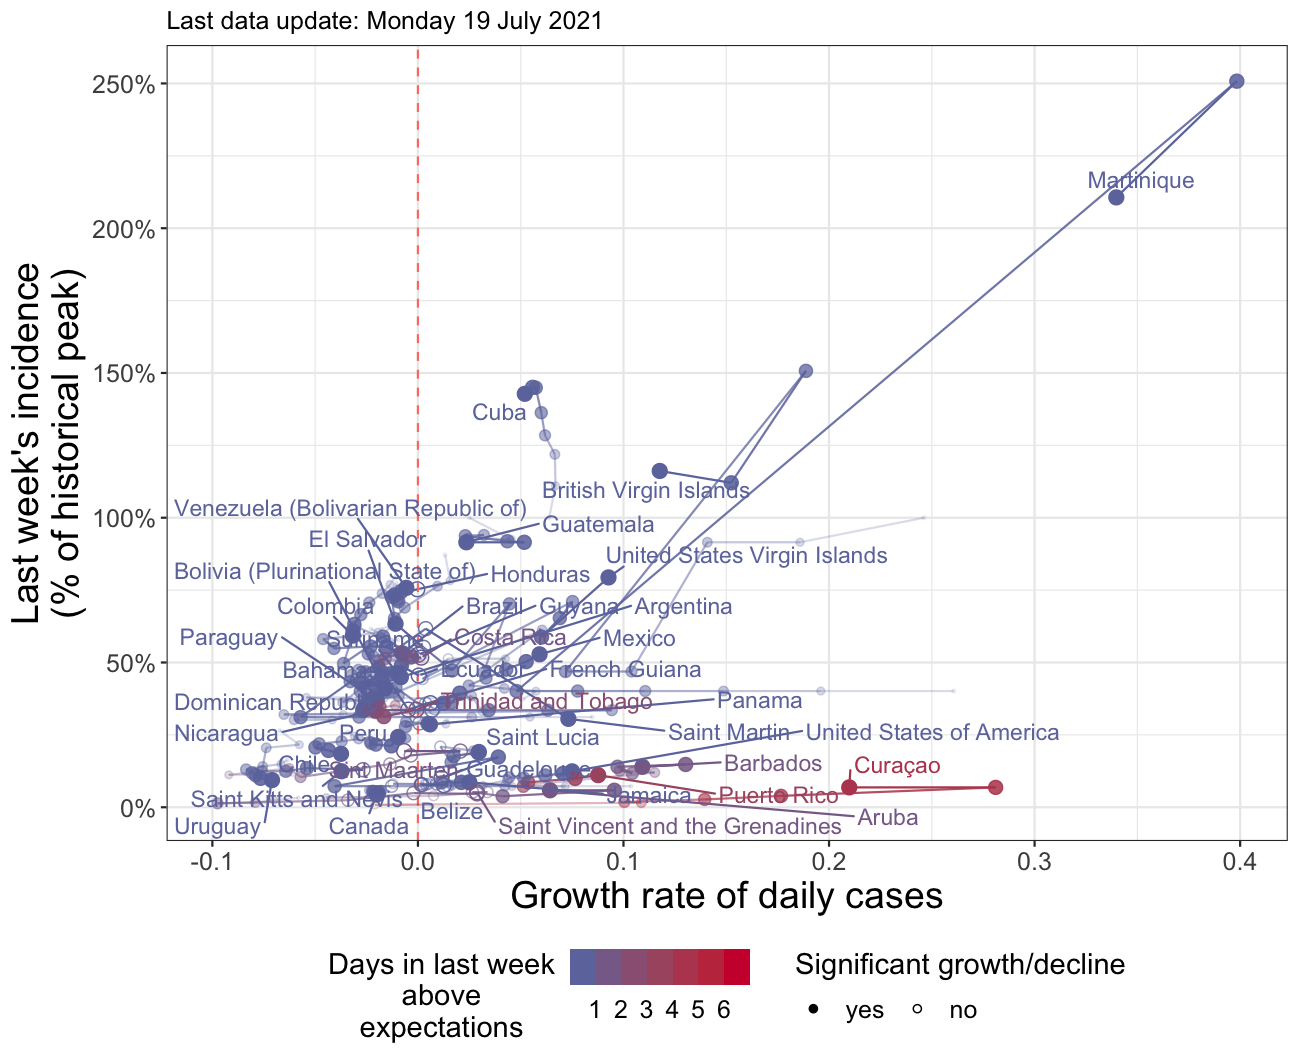 Last data update: Monday 19 July 2021
Last week's incidence
(% of historical peak)
250%
200%
150%
100%
50%
0%
Martinique
Cuba
British Virgin Islands
Venezuela (Bolivarian Republic of)
Guatemala
El Salvador
United States Virgin Islands
Bolivia (Plurinational State of)
Honduras
Colombia
Brazil
Guyana
Argentina
Paraguay
Suriname
Costa Rica
Mexico
Bahamas
Ecuador
French Guiana
Dominican Republic
Trinidad and Tobago
Panama
Nicaragua
Peru
Saint Lucia
Saint Martin
United States of America
Chile
Sint Maarten
Guadeloupe
Barbados
Curaçao
Saint Kitts and Nevis
Jamaica
Puerto Rico
Belize
Aruba
Uruguay
Canada
Saint Vincent and the Grenadines
-0.1
0.0
0.1
0.2
0.3
0.4
Growth rate of daily cases
Days in last week
above
expectations
1 2 3 4 5 6
Significant growth/decline
yes
no